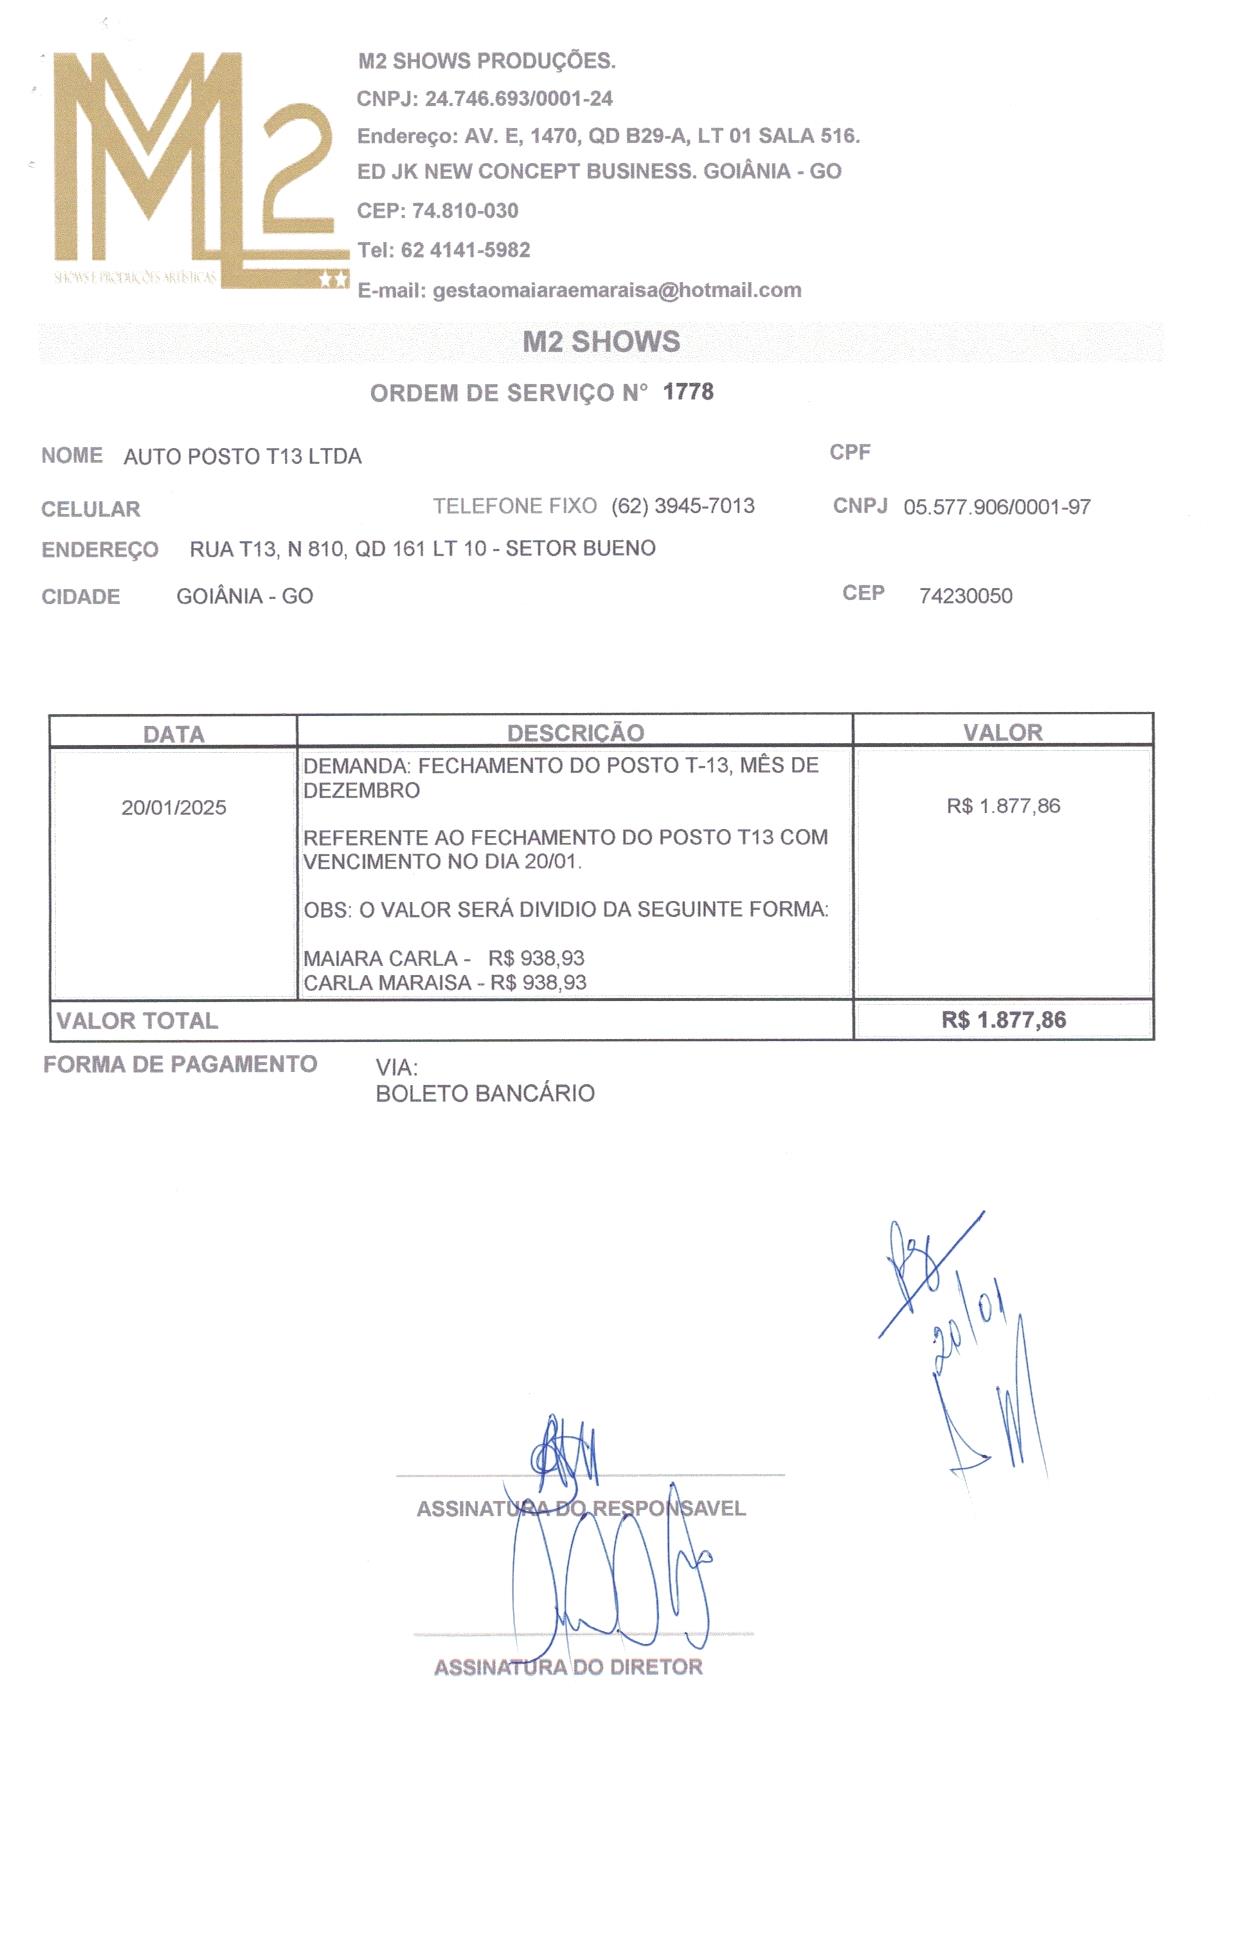 M2 SHOWS PRODUÇÕES.
CNPJ: 24.746.693/0001-24
Endereço: AV. E, 1470, QD B29-A, LT 01 SALA 516.
ED JK NEW CONCEPT BUSINESS. GOIÂNIA - GO
CEP: 74.810-030
Tel: 62 4141-5982
E-mail: gestaomaiaraemaraisa@hotmail.com
M2
SHOWS E PRODUÇÕES ARTÍSTICAS
M2 SHOWS
ORDEM DE SERVIÇO N° 1778
NOME AUTO POSTO T13 LTDA CPF
CELULAR TELEFONE FIXO (62) 3945-7013 CNPJ 05.577.906/0001-97
ENDEREÇO RUA T13, N 810, QD 161 LT 10 - SETOR BUENO
CIDADE GOIÂNIA - GO CEP 74230050
DATA DESCRIÇÃO VALOR
DEMANDA: FECHAMENTO DO POSTO T-13, MÊS DE
DEZEMBRO
20/01/2025 R$ 1.877,86
REFERENTE AO FECHAMENTO DO POSTO T13 COM
VENCIMENTO NO DIA 20/01.
OBS: O VALOR SERÁ DIVIDIO DA SEGUINTE FORMA:
MAIARA CARLA - R$ 938,93
CARLA MARAISA - R$ 938,93
VALOR TOTAL R$ 1.877,86
FORMA DE PAGAMENTO VIA:
BOLETO BANCÁRIO
20/01
ASSINATURA DO RESPONSAVEL
ASSINATURA DO DIRETOR